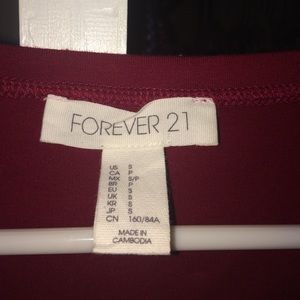 FOREVER 21
US S
CA P
MX S/P
BR P
EU S
UK S
KR S
JP S
CN 160/84A
MADE IN
CAMBODIA